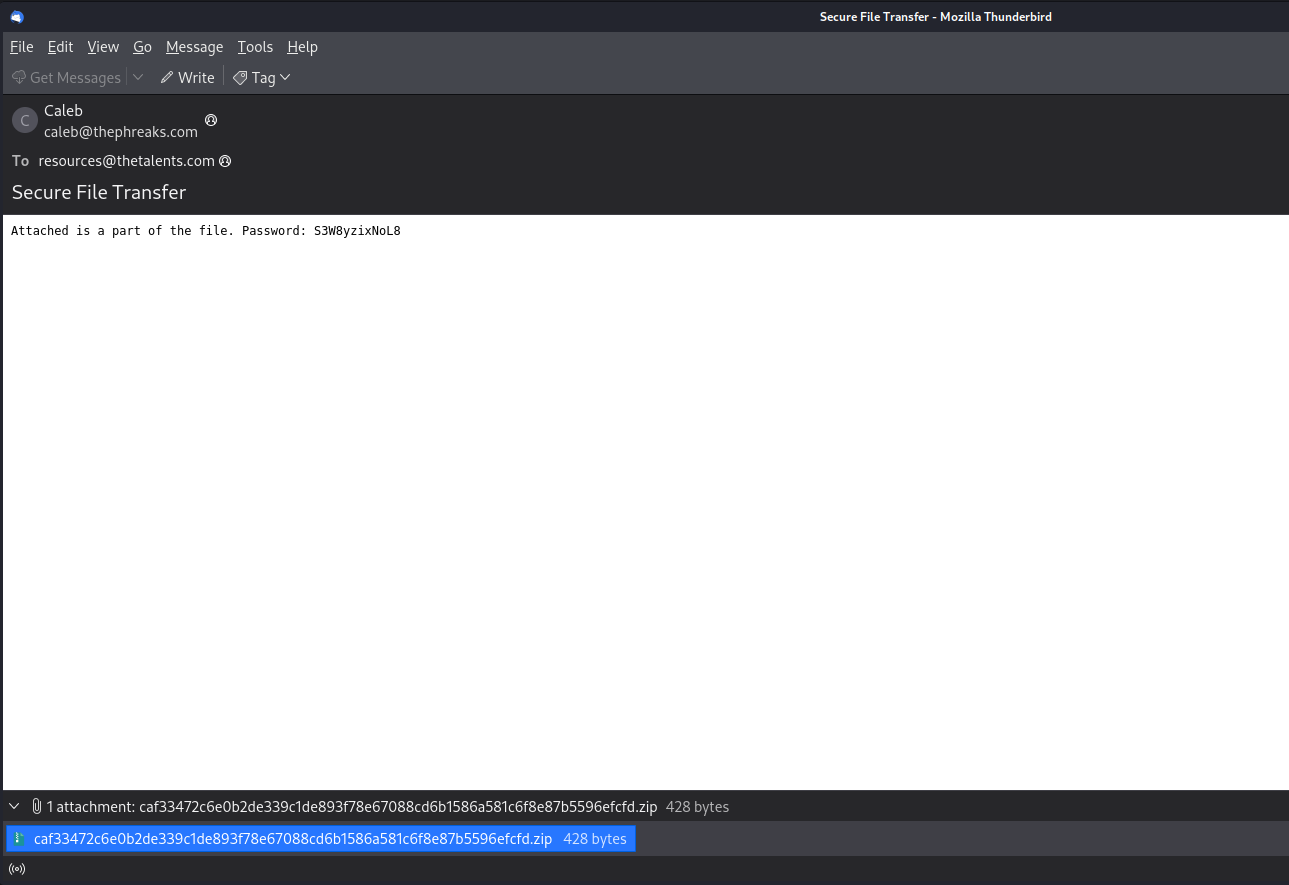 Secure File Transfer - Mozilla Thunderbird
File Edit View Go Message Tools Help
Get Messages Write Tag
C
Caleb
caleb@thephreaks.com
To resources@thetalents.com
Secure File Transfer
Attached is a part of the file. Password: S3W8yzixNoL8
1 attachment: caf33472c6e0b2de339c1de893f78e67088cd6b1586a581c6f8e87b5596efcfd.zip 428 bytes
caf33472c6e0b2de339c1de893f78e67088cd6b1586a581c6f8e87b5596efcfd.zip 428 bytes